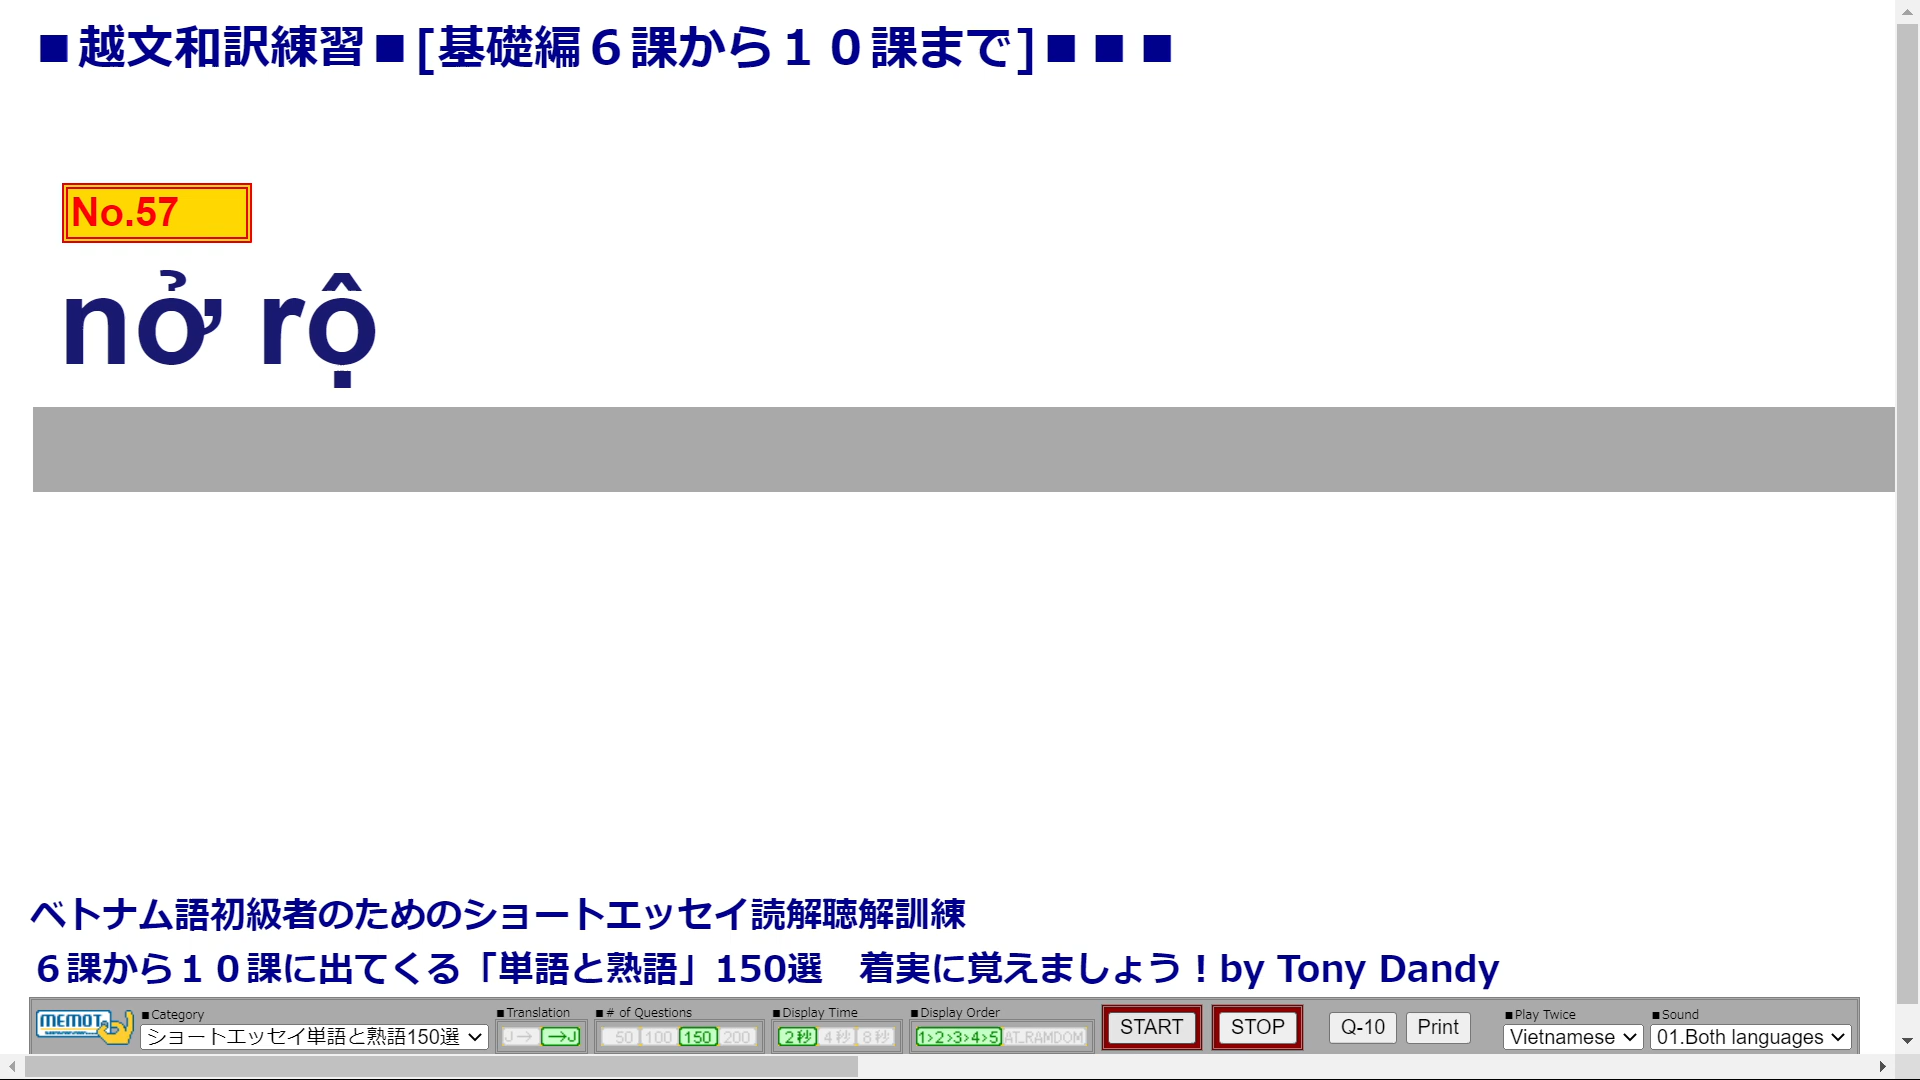 ■越文和訳練習■[基礎編６課から１０課まで]■ ■ ■
No.57
nở rộ
ベトナム語初級者のためのショートエッセイ読解聴解訓練
６課から１０課に出てくる「単語と熟語」150選　着実に覚えましょう！by Tony Dandy
MEMOT
■Category ■Translation ■# of Questions ■Display Time ■Display Order ■Play Twice ■Sound
ショートエッセイ単語と熟語150選 J→ →J 50 100 150 200 2秒 4秒 8秒 1>2>3>4>5 AT_RAMDOM START STOP Q-10 Print Vietnamese 01.Both languages